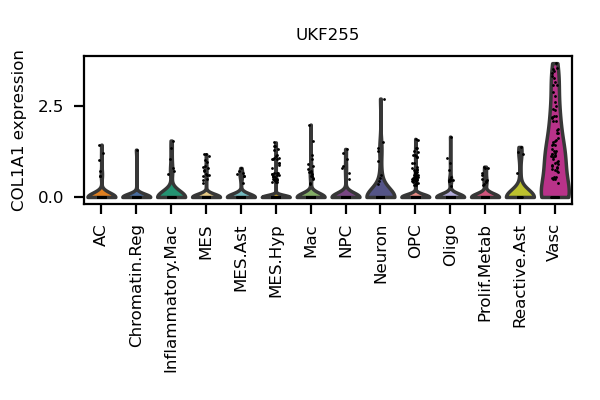 UKF255
COL1A1 expression
2.5
0.0
AC
Chromatin.Reg
Inflammatory.Mac
MES
MES.Ast
MES.Hyp
Mac
NPC
Neuron
OPC
Oligo
Prolif.Metab
Reactive.Ast
Vasc